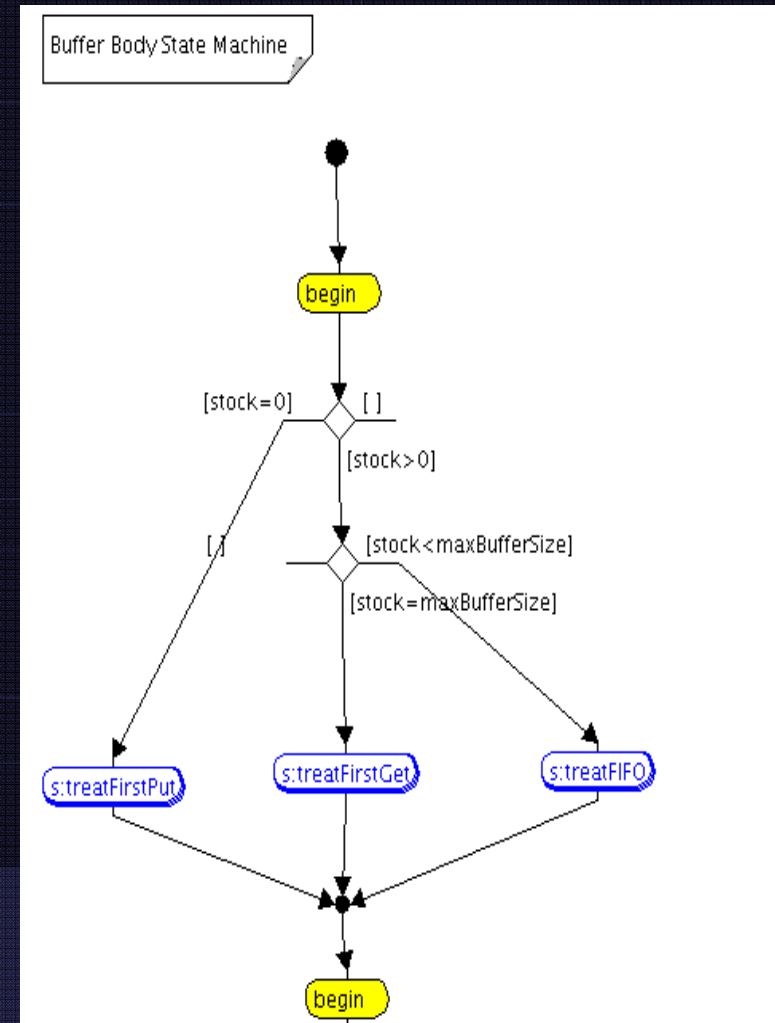 Buffer Body State Machine
begin
[stock=0]
[ ]
[stock>0]
[ ]
[stock<maxBufferSize]
[stock=maxBufferSize]
s:treatFirstPut
s:treatFirstGet
s:treatFIFO
begin